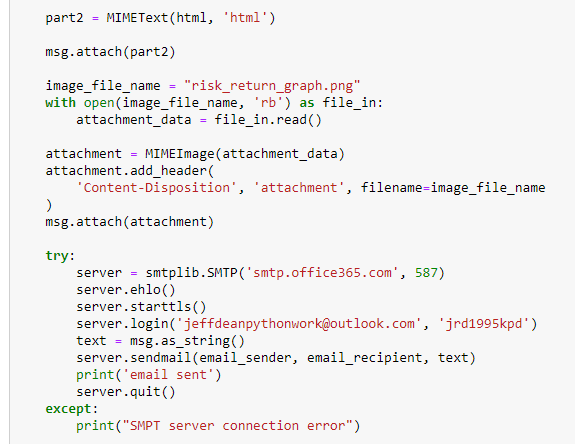 part2 = MIMEText(html, 'html')
msg.attach(part2)
image_file_name = "risk_return_graph.png"
with open(image_file_name, 'rb') as file_in:
attachment_data = file_in.read()
attachment = MIMEImage(attachment_data)
attachment.add_header(
'Content-Disposition', 'attachment', filename=image_file_name
)
msg.attach(attachment)
try:
server = smtplib.SMTP('smtp.office365.com', 587)
server.ehlo()
server.starttls()
server.login('jeffdeanpythonwork@outlook.com', 'jrd1995kpd')
text = msg.as_string()
server.sendmail(email_sender, email_recipient, text)
print('email sent')
server.quit()
except:
print("SMPT server connection error")